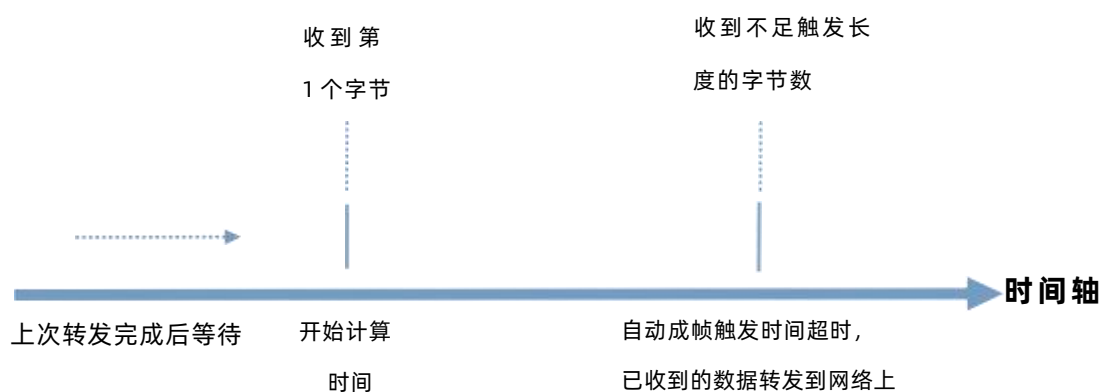 收到第
1个字节
收到不足触发长
度的字节数
时间轴
上次转发完成后等待
开始计算
时间
自动成帧触发时间超时，
已收到的数据转发到网络上